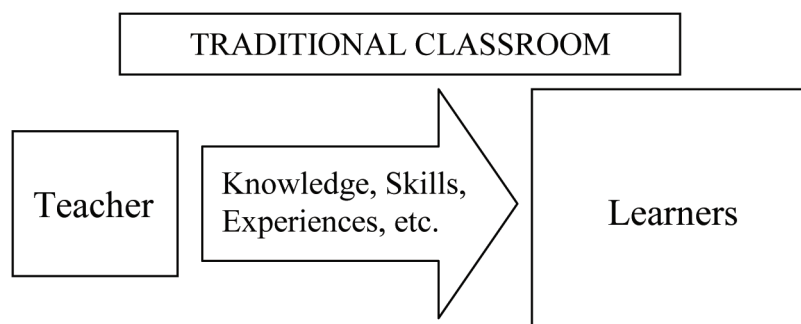 TRADITIONAL CLASSROOM
Teacher
Knowledge, Skills,
Experiences, etc.
Learners